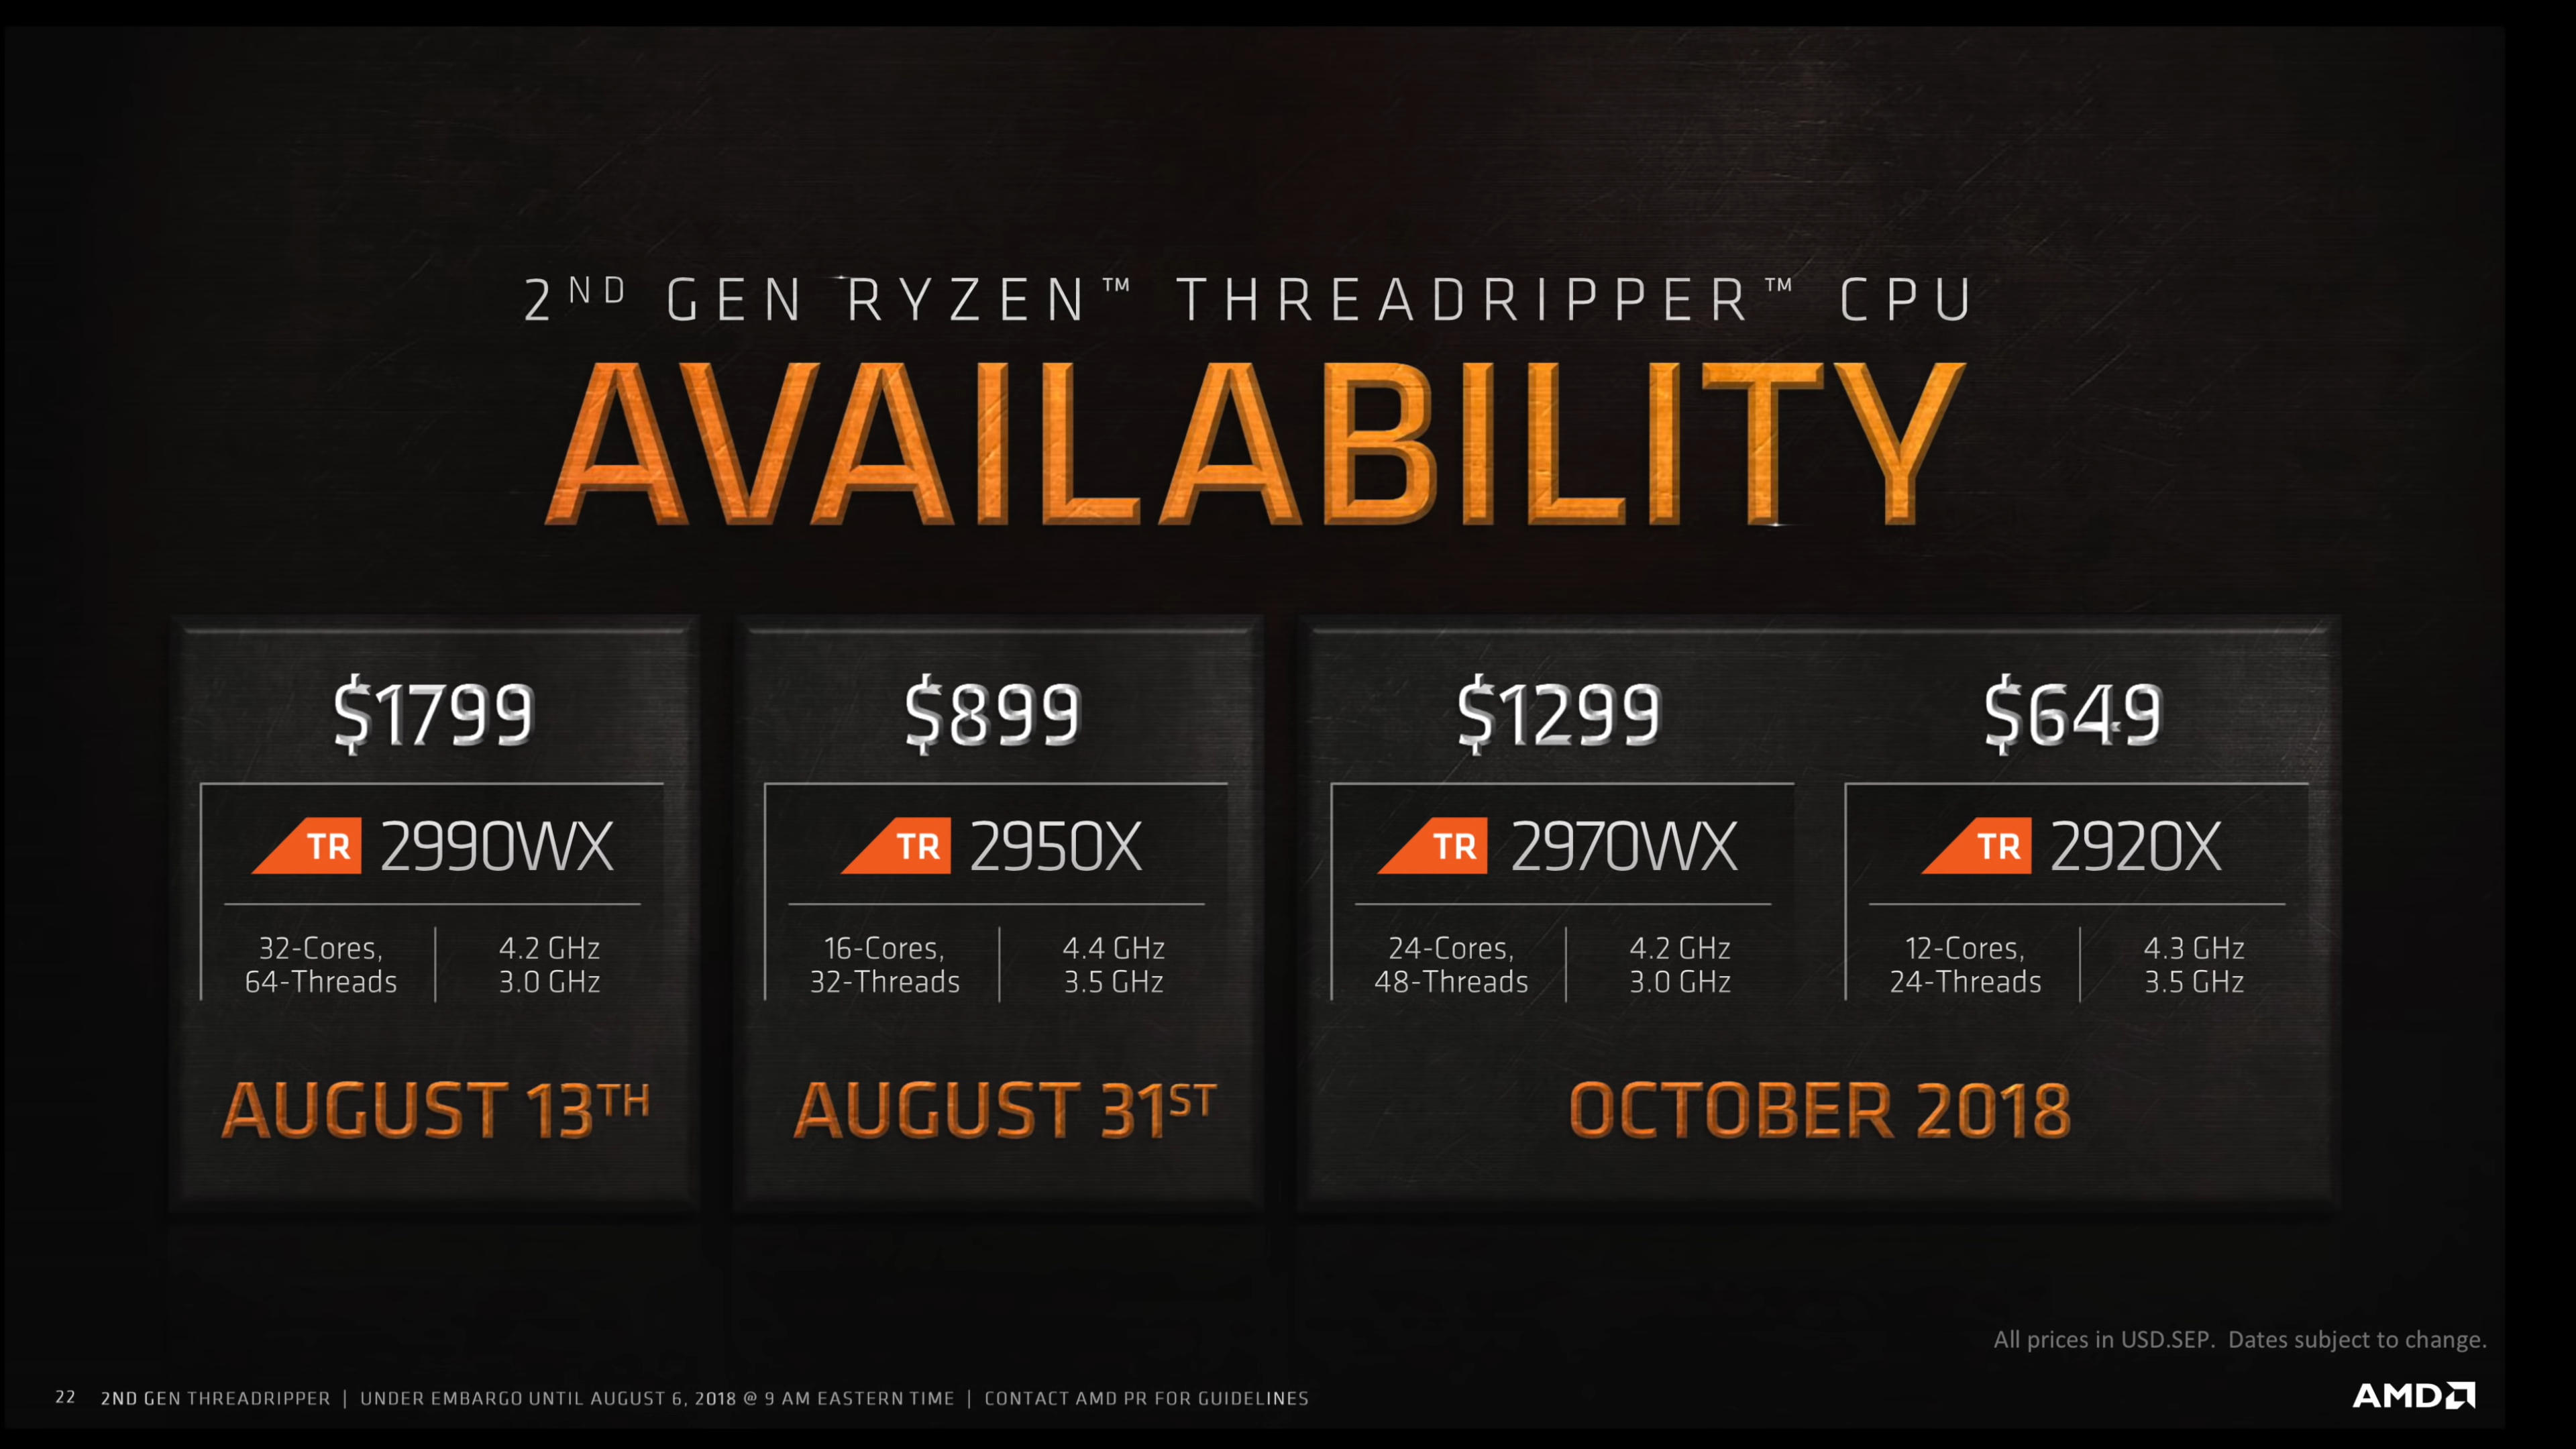 2ND GEN RYZEN™ THREADRIPPER™ CPU
AVAILABILITY
$1799
TR 2990WX
32-Cores,
64-Threads
4.2 GHz
3.0 GHz
AUGUST 13TH
$899
TR 2950X
16-Cores,
32-Threads
4.4 GHz
3.5 GHz
AUGUST 31ST
$1299
TR 2970WX
24-Cores,
48-Threads
4.2 GHz
3.0 GHz
$649
TR 2920X
12-Cores,
24-Threads
4.3 GHz
3.5 GHz
OCTOBER 2018
All prices in USD.SEP. Dates subject to change.
22 2ND GEN THREADRIPPER | UNDER EMBARGO UNTIL AUGUST 6, 2018 @ 9 AM EASTERN TIME | CONTACT AMD PR FOR GUIDELINES
AMD